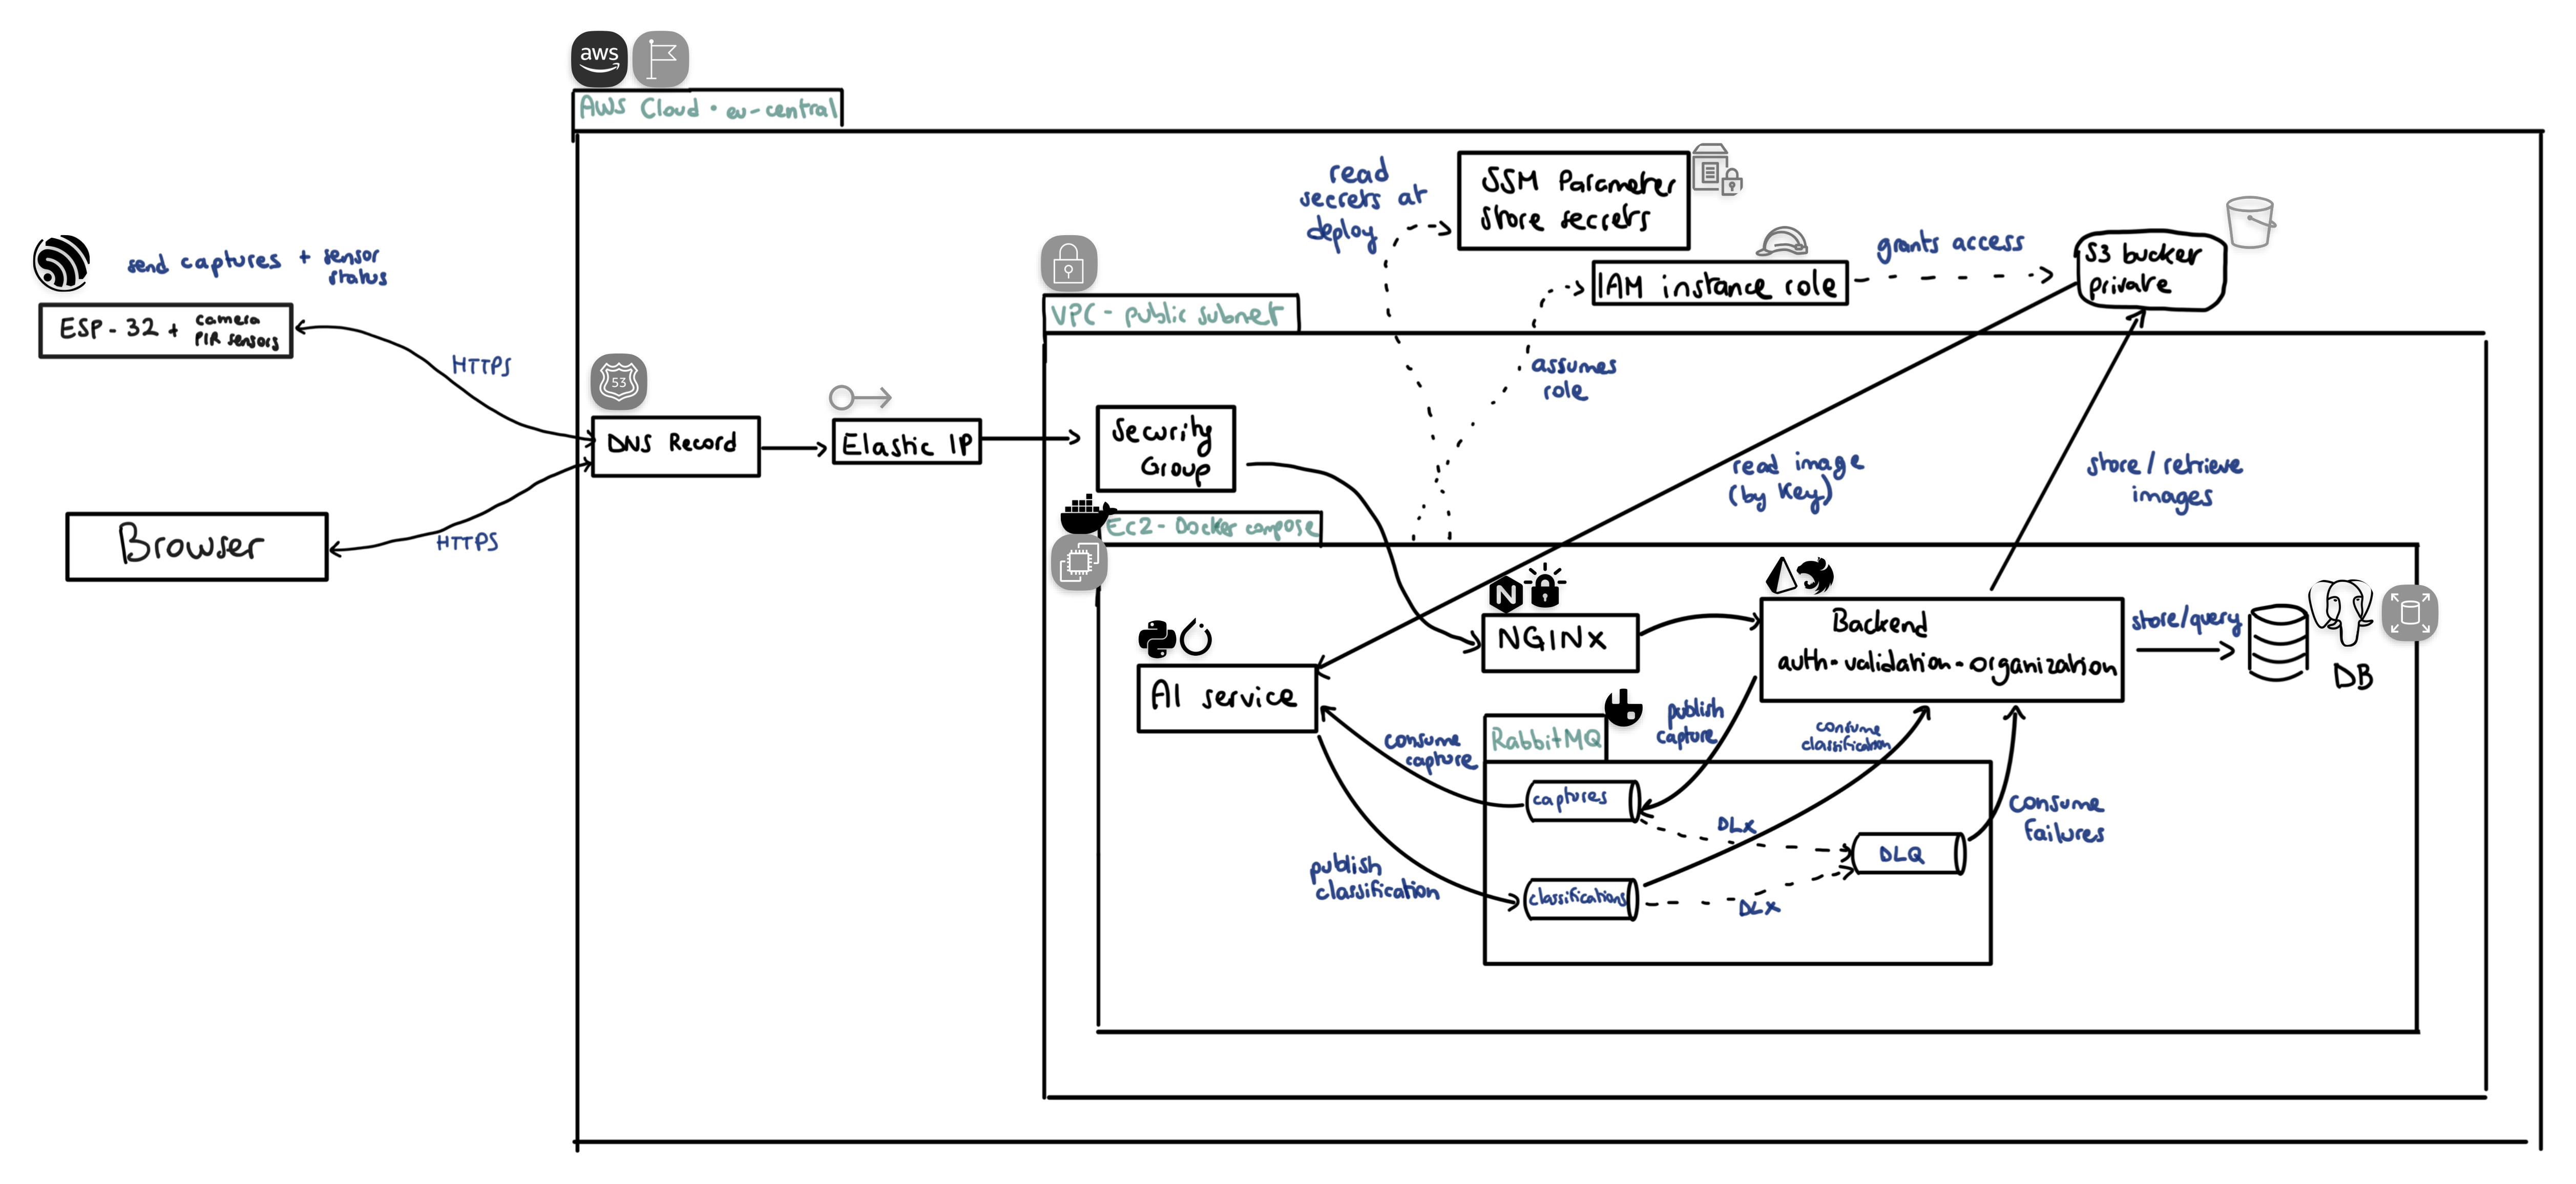 aws
AWS Cloud • eu-central
read
secrets at
deploy
SSM Parameter
store secrets
grants access
S3 bucker
private
IAM instance role
send captures + sensor
status
ESP-32 + camera
PIR sensors
HTTPS
VPC - public subnet
assumes
role
53
DNS Record
Elastic IP
Security
Group
read image
(by Key)
store / retrieve
images
Browser
HTTPS
Ec2 - Docker compose
N
NGINX
Backend
auth-validation-organization
store/query
DB
AI service
publish
capture
consume
classification
RabbitMQ
consume
capture
captures
DLX
consume
failures
DLQ
publish
classification
classifications
DLX